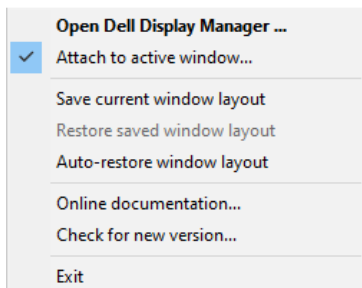 Open Dell Display Manager ...
Attach to active window...
Save current window layout
Restore saved window layout
Auto-restore window layout
Online documentation...
Check for new version...
Exit